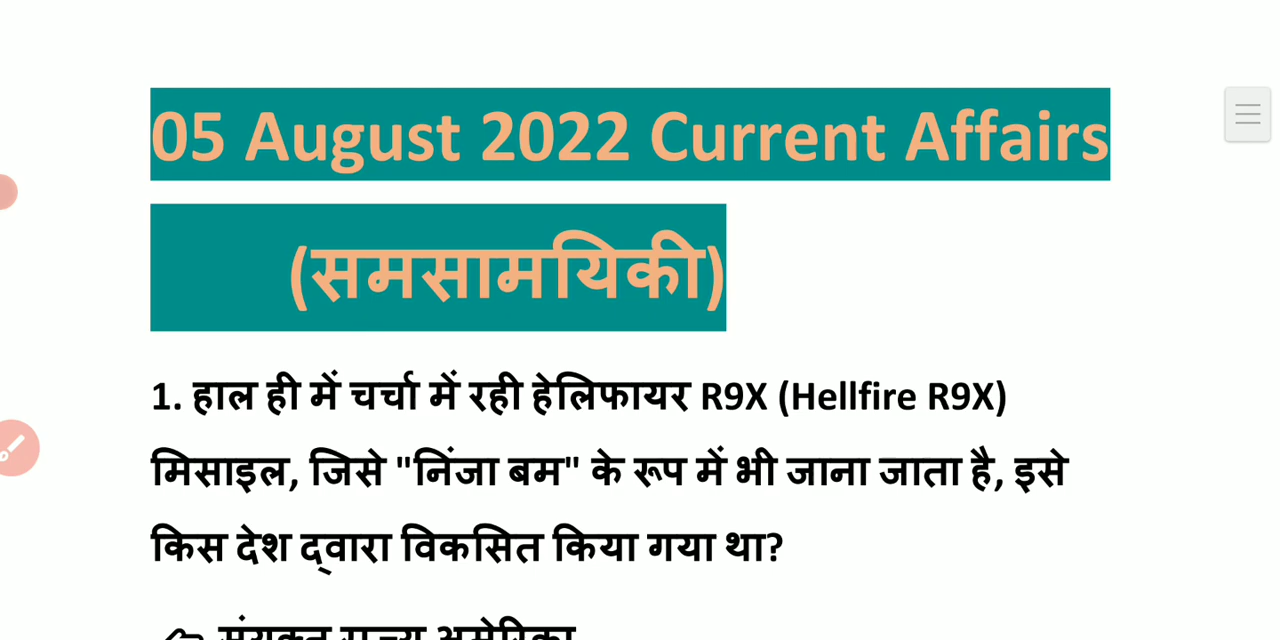 05 August 2022 Current Affairs
(समसामयिकी)
1. हाल ही में चर्चा में रही हेलिफायर R9X (Hellfire R9X)
मिसाइल, जिसे "निंजा बम" के रूप में भी जाना जाता है, इसे
किस देश द्वारा विकसित किया गया था?
संयुक्त राज्य अमेरिका